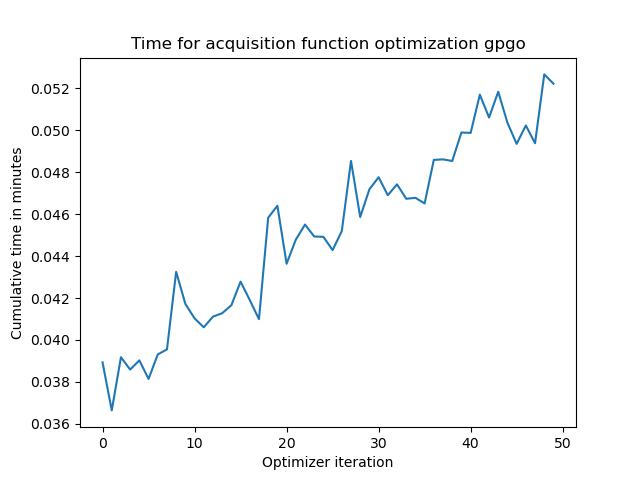 Time for acquisition function optimization gpgo
0.052
0.050
0.048
0.046
0.044
0.042
0.040
0.038
0.036
Cumulative time in minutes
0 10 20 30 40 50
Optimizer iteration